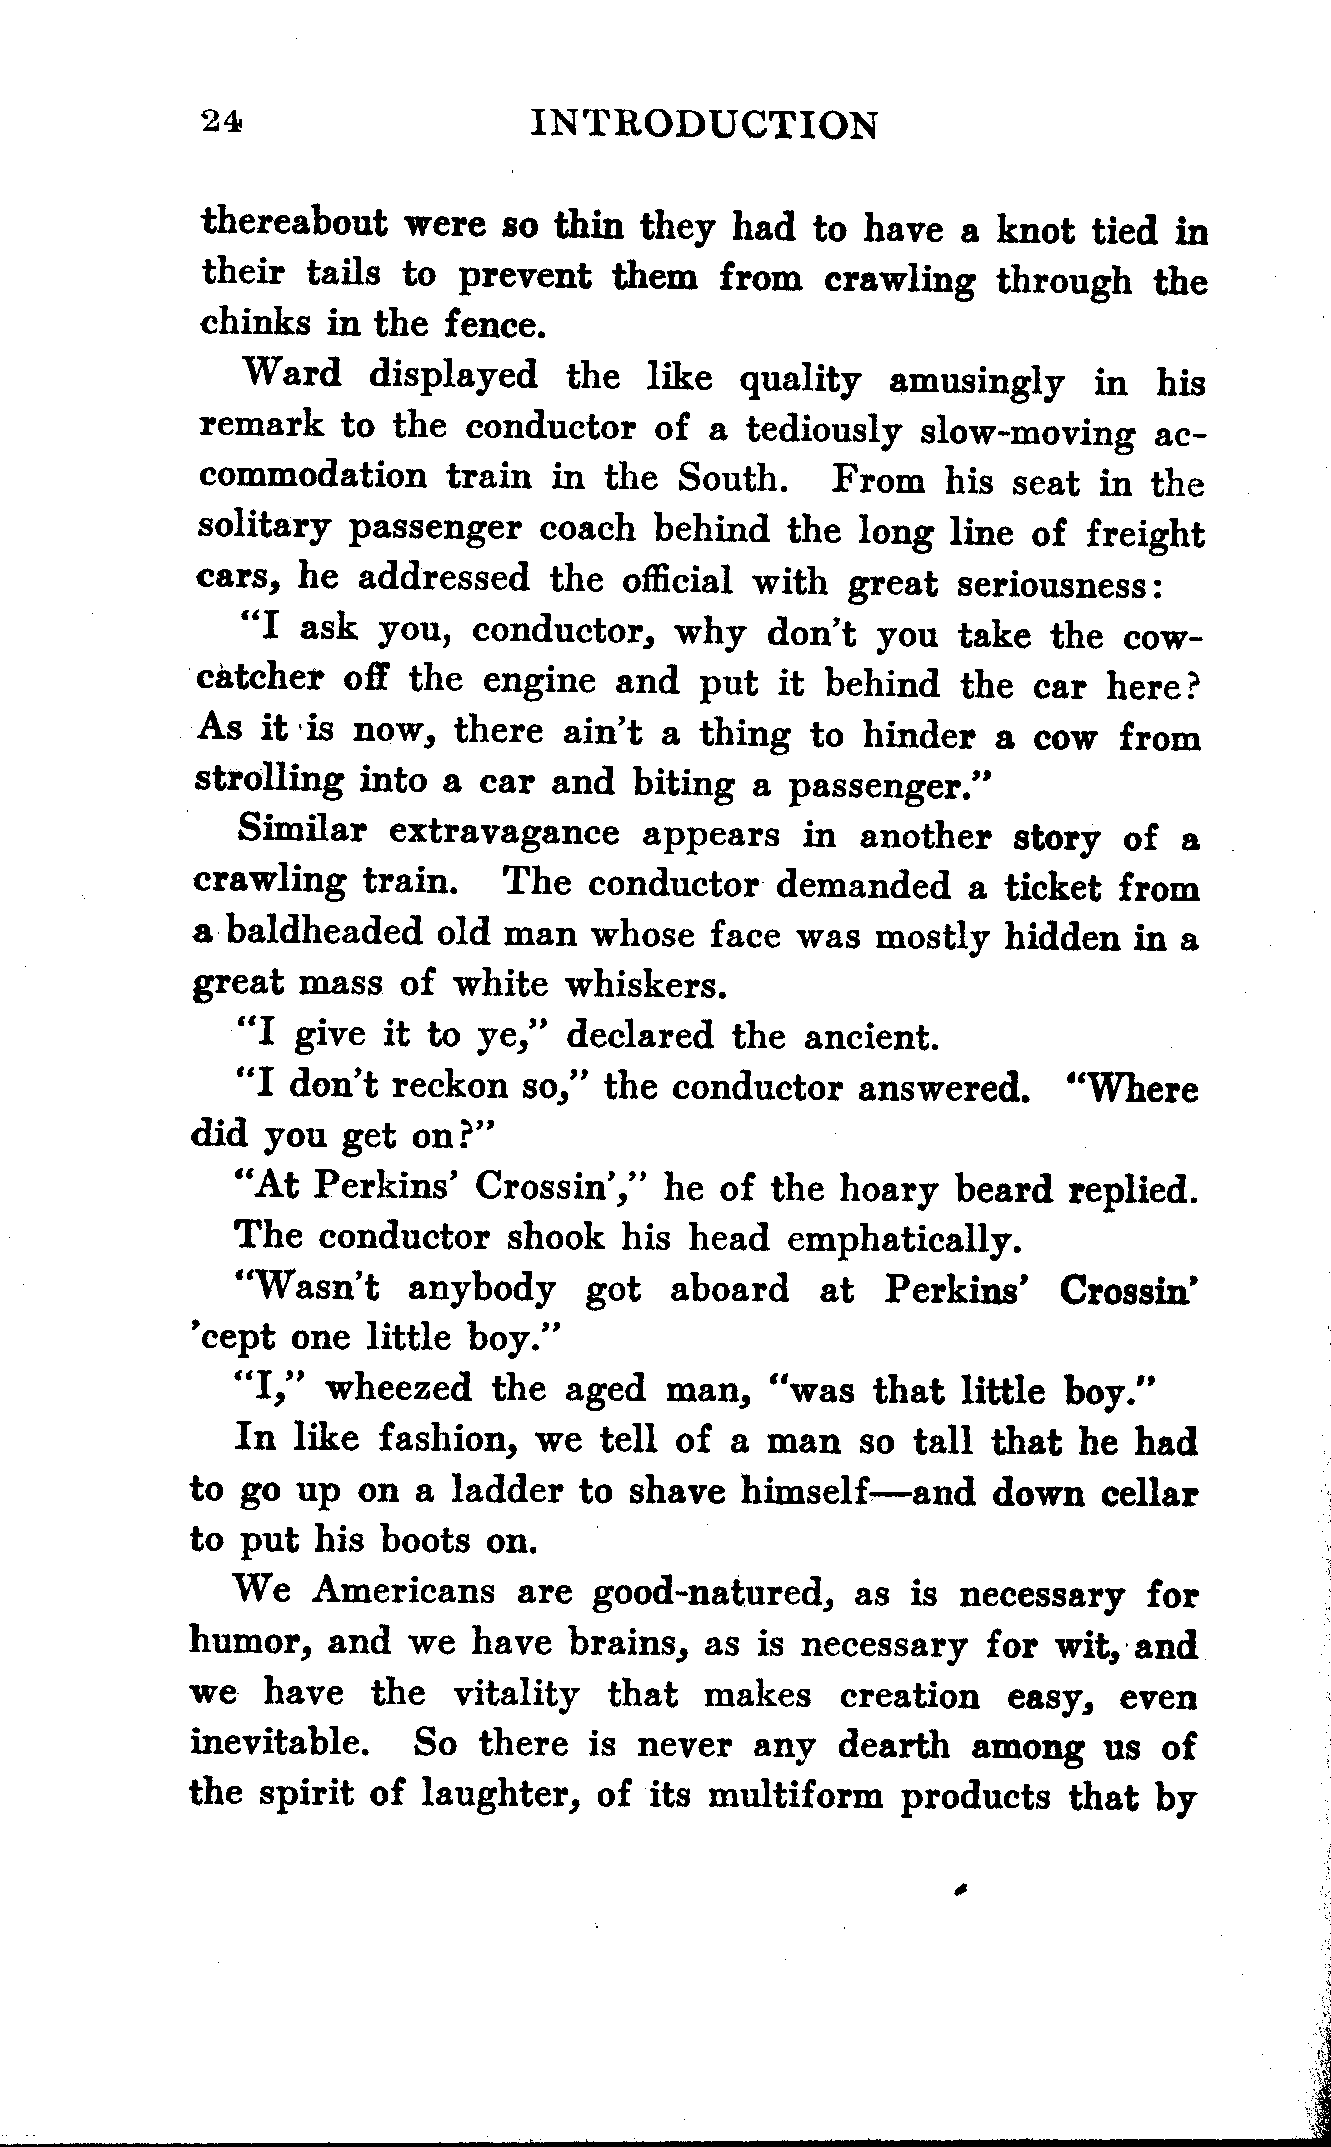 24 INTRODUCTION
thereabout were so thin they had to have a knot tied in
their tails to prevent them from crawling through the
chinks in the fence.
Ward displayed the like quality amusingly in his
remark to the conductor of a tediously slow-moving ac-
commodation train in the South. From his seat in the
solitary passenger coach behind the long line of freight
cars, he addressed the official with great seriousness:
"I ask you, conductor, why don't you take the cow-
catcher off the engine and put it behind the car here?
As it is now, there ain't a thing to hinder a cow from
strolling into a car and biting a passenger."
Similar extravagance appears in another story of a
crawling train. The conductor demanded a ticket from
a baldheaded old man whose face was mostly hidden in a
great mass of white whiskers.
"I give it to ye," declared the ancient.
"I don't reckon so," the conductor answered. "Where
did you get on?"
"At Perkins' Crossin'," he of the hoary beard replied.
The conductor shook his head emphatically.
"Wasn't anybody got aboard at Perkins' Crossin'
'cept one little boy."
"I," wheezed the aged man, "was that little boy."
In like fashion, we tell of a man so tall that he had
to go up on a ladder to shave himself—and down cellar
to put his boots on.
We Americans are good-natured, as is necessary for
humor, and we have brains, as is necessary for wit, and
we have the vitality that makes creation easy, even
inevitable. So there is never any dearth among us of
the spirit of laughter, of its multiform products that by